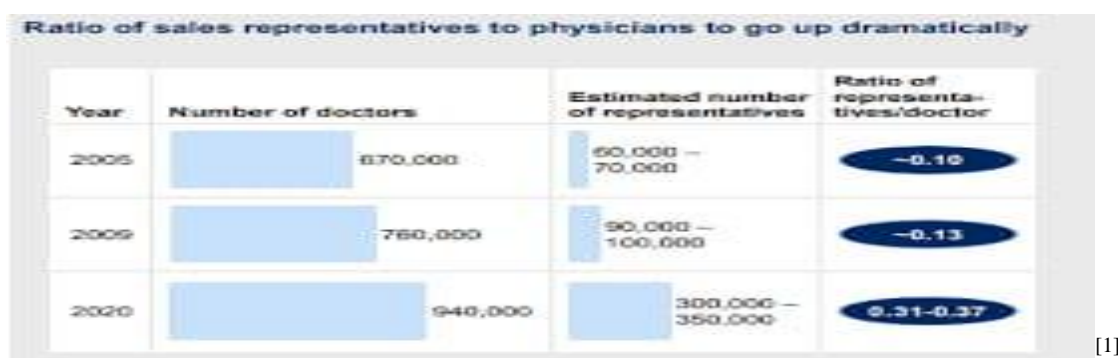 Ratio of sales representatives to physicians to go up dramatically
Year
Number of doctors
Estimated number
of representatives
Ratio of
representa-
tives/doctor
2005
670,000
60,000 –
70,000
~0.10
2009
760,000
90,000 –
100,000
~0.13
2020
940,000
300,000 –
350,000
0.31-0.37
[1]